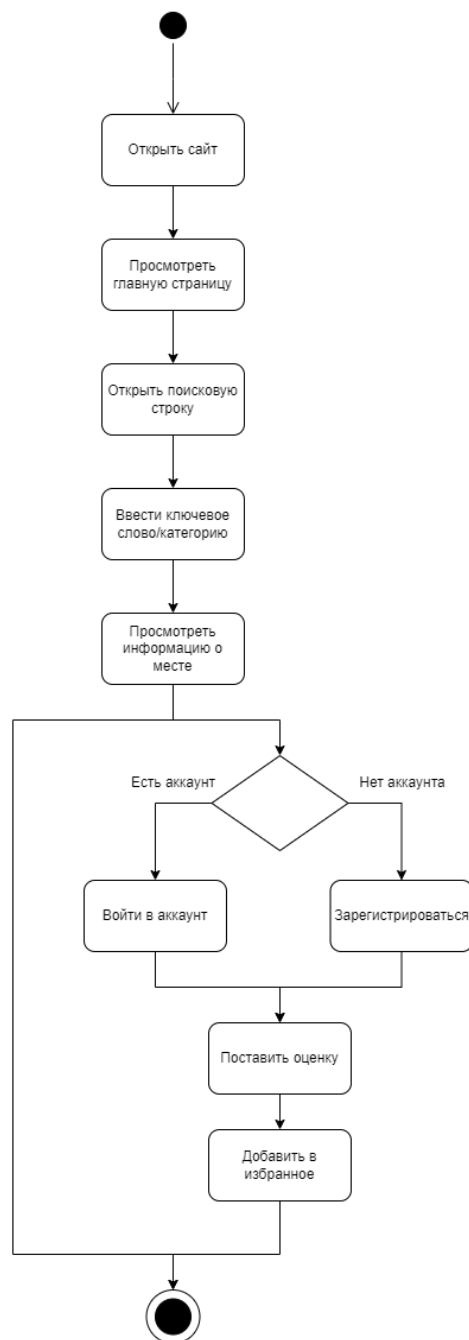 Открыть сайт
Просмотреть
главную страницу
Открыть поисковую
строку
Ввести ключевое
слово/категорию
Просмотреть
информацию о
месте
Есть аккаунт
Нет аккаунта
Войти в аккаунт
Зарегистрироваться
Поставить оценку
Добавить в
избранное